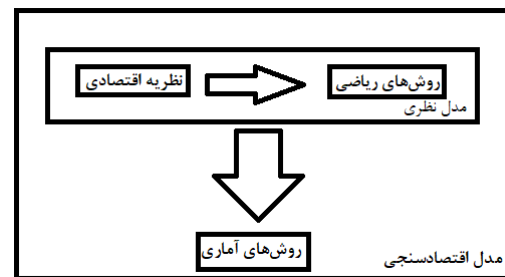 نظریه اقتصادی
روش‌های ریاضی
مدل نظری
روش‌های آماری
مدل اقتصادسنجی